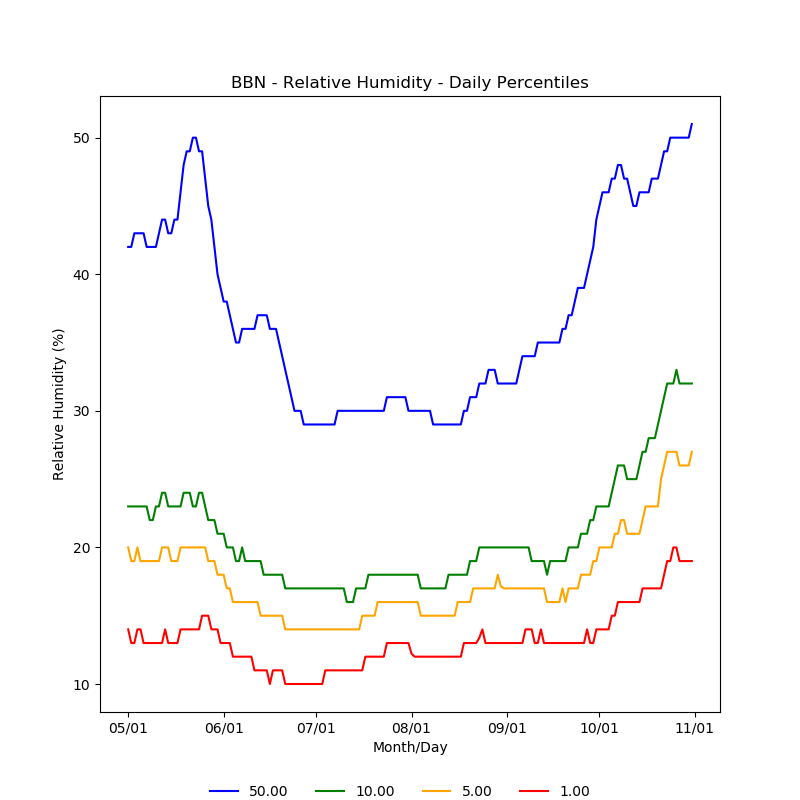 BBN - Relative Humidity - Daily Percentiles
50
40
30
20
10
Relative Humidity (%)
05/01 06/01 07/01 08/01 09/01 10/01 11/01
Month/Day
50.00 10.00 5.00 1.00